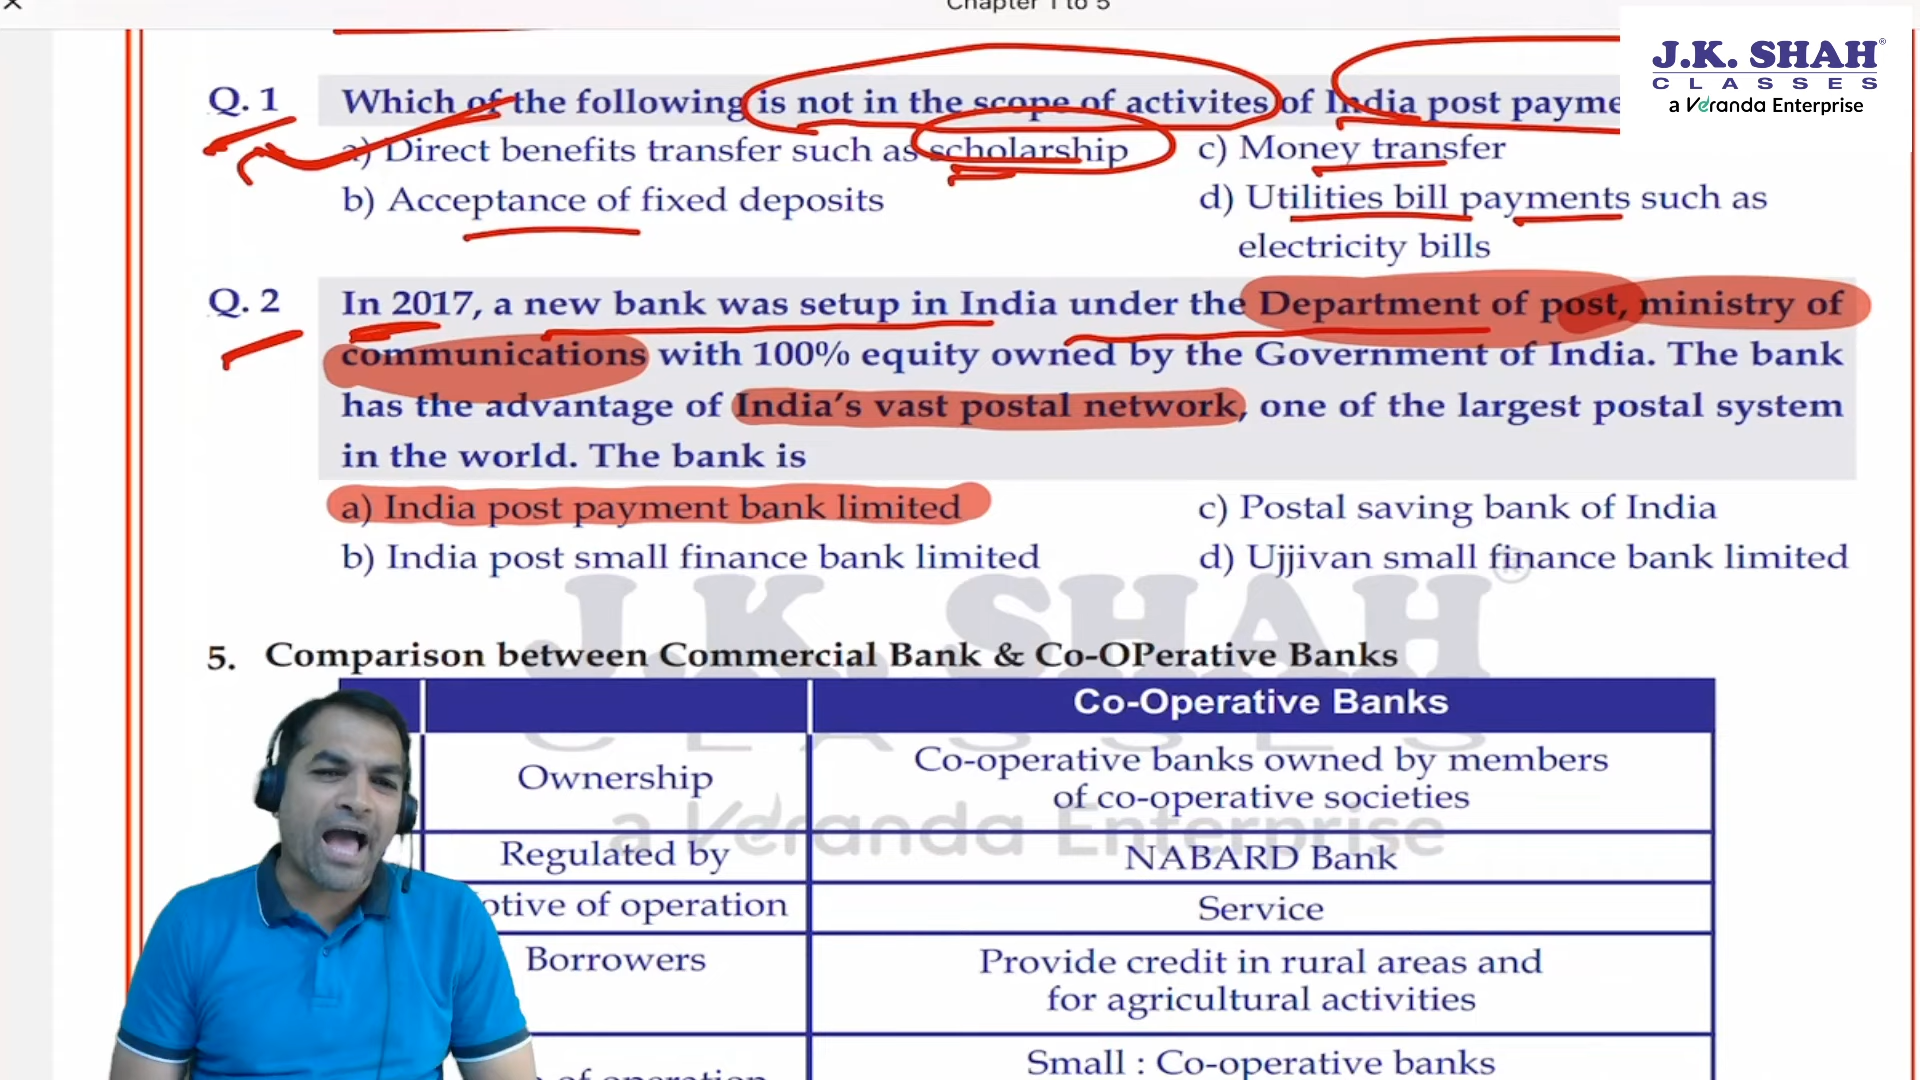 Chapter 1 to 5
J.K. SHAH®
CLASSES
a Veranda Enterprise
Q. 1 Which of the following is not in the scope of activites of India post payme
a) Direct benefits transfer such as scholarship c) Money transfer
b) Acceptance of fixed deposits d) Utilities bill payments such as
electricity bills
Q. 2 In 2017, a new bank was setup in India under the Department of post, ministry of
communications with 100% equity owned by the Government of India. The bank
has the advantage of India's vast postal network, one of the largest postal system
in the world. The bank is
a) India post payment bank limited c) Postal saving bank of India
b) India post small finance bank limited d) Ujjivan small finance bank limited
J.K. SHAH®
CLASSES
a Veranda Enterprise
5. Comparison between Commercial Bank & Co-OPerative Banks
Co-Operative Banks
Ownership Co-operative banks owned by members
of co-operative societies
Regulated by NABARD Bank
otive of operation Service
Borrowers Provide credit in rural areas and
for agricultural activities
of operation Small : Co-operative banks